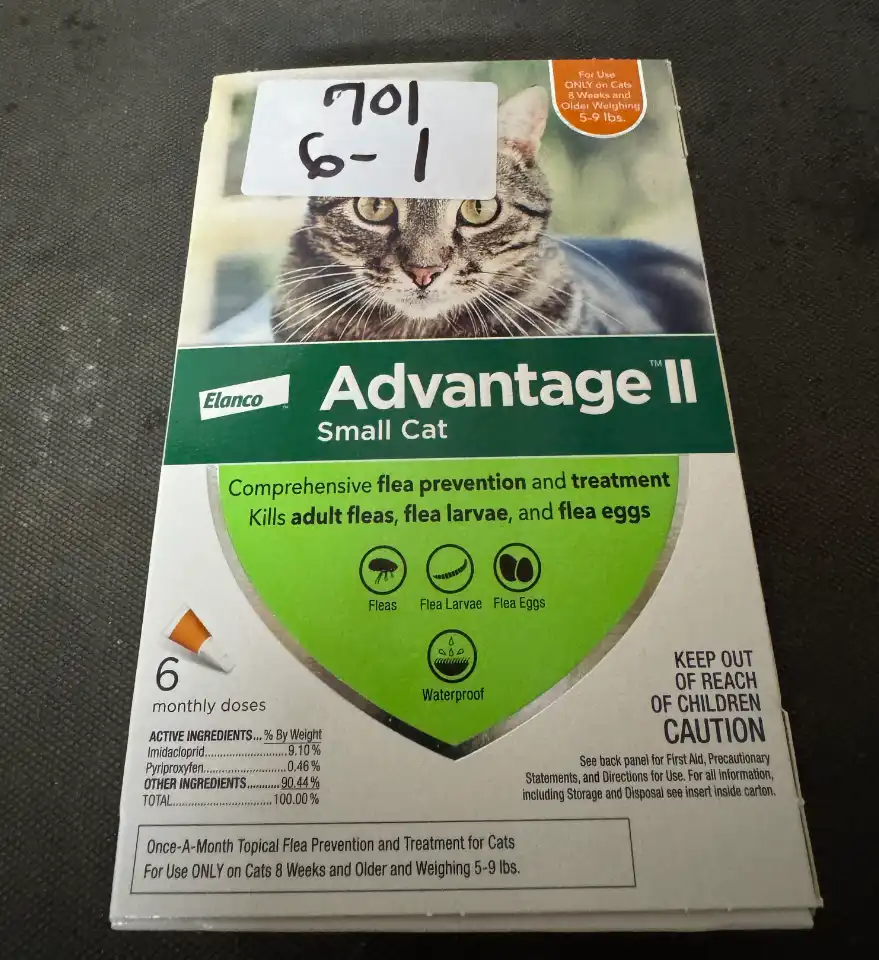 701
6-1
For Use
ONLY on Cats
8 Weeks and
Older Weighing
5-9 lbs.
Elanco™
Advantage™ II
Small Cat
Comprehensive flea prevention and treatment
Kills adult fleas, flea larvae, and flea eggs
Fleas Flea Larvae Flea Eggs
Waterproof
6
monthly doses
KEEP OUT
OF REACH
OF CHILDREN
CAUTION
ACTIVE INGREDIENTS... % By Weight
Imidacloprid........................9.10%
Pyriproxyfen........................0.46%
OTHER INGREDIENTS...........90.44%
TOTAL............................100.00%
See back panel for First Aid, Precautionary
Statements, and Directions for Use. For all information,
including Storage and Disposal see insert inside carton.
Once-A-Month Topical Flea Prevention and Treatment for Cats
For Use ONLY on Cats 8 Weeks and Older and Weighing 5-9 lbs.